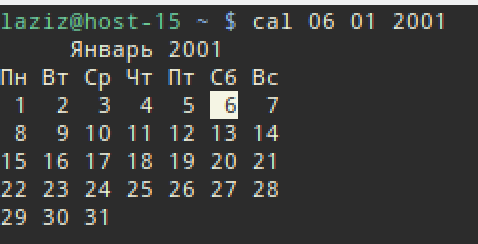 laziz@host-15 ~ $ cal 06 01 2001
Январь 2001
Пн Вт Ср Чт Пт Сб Вс
1 2 3 4 5 6 7
8 9 10 11 12 13 14
15 16 17 18 19 20 21
22 23 24 25 26 27 28
29 30 31